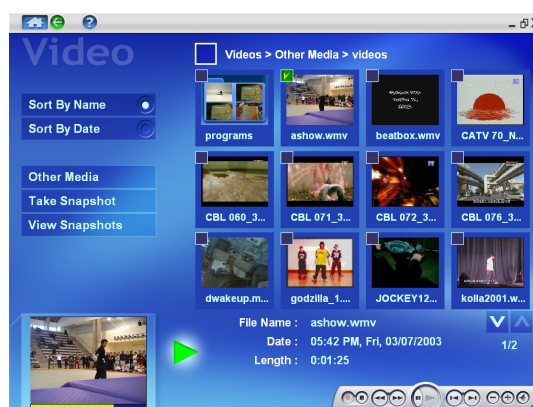 Video
Videos > Other Media > videos
Sort By Name
Sort By Date
Other Media
Take Snapshot
View Snapshots
programs
ashow.wmv
beatbox.wmv
CATV 70_N...
CBL 060_3...
CBL 071_3...
CBL 072_3...
CBL 076_3...
dwakeup.m...
godzilla_1....
JOCKEY12...
kolla2001.w...
File Name : ashow.wmv
Date : 05:42 PM, Fri, 03/07/2003
Length : 0:01:25
1/2